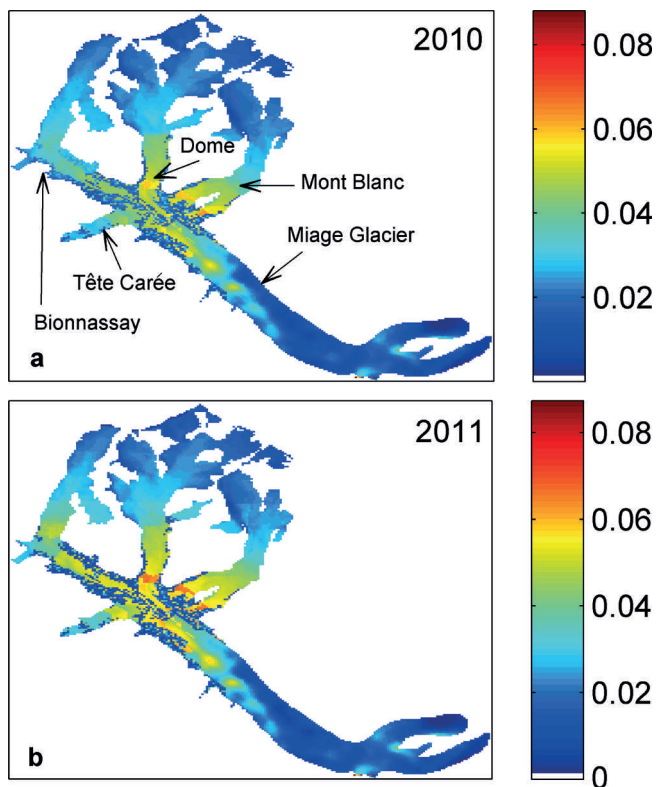 2010
Dome
Mont Blanc
Miage Glacier
Tête Carée
Bionnassay
a
0.08
0.06
0.04
0.02
2011
b
0.08
0.06
0.04
0.02
0